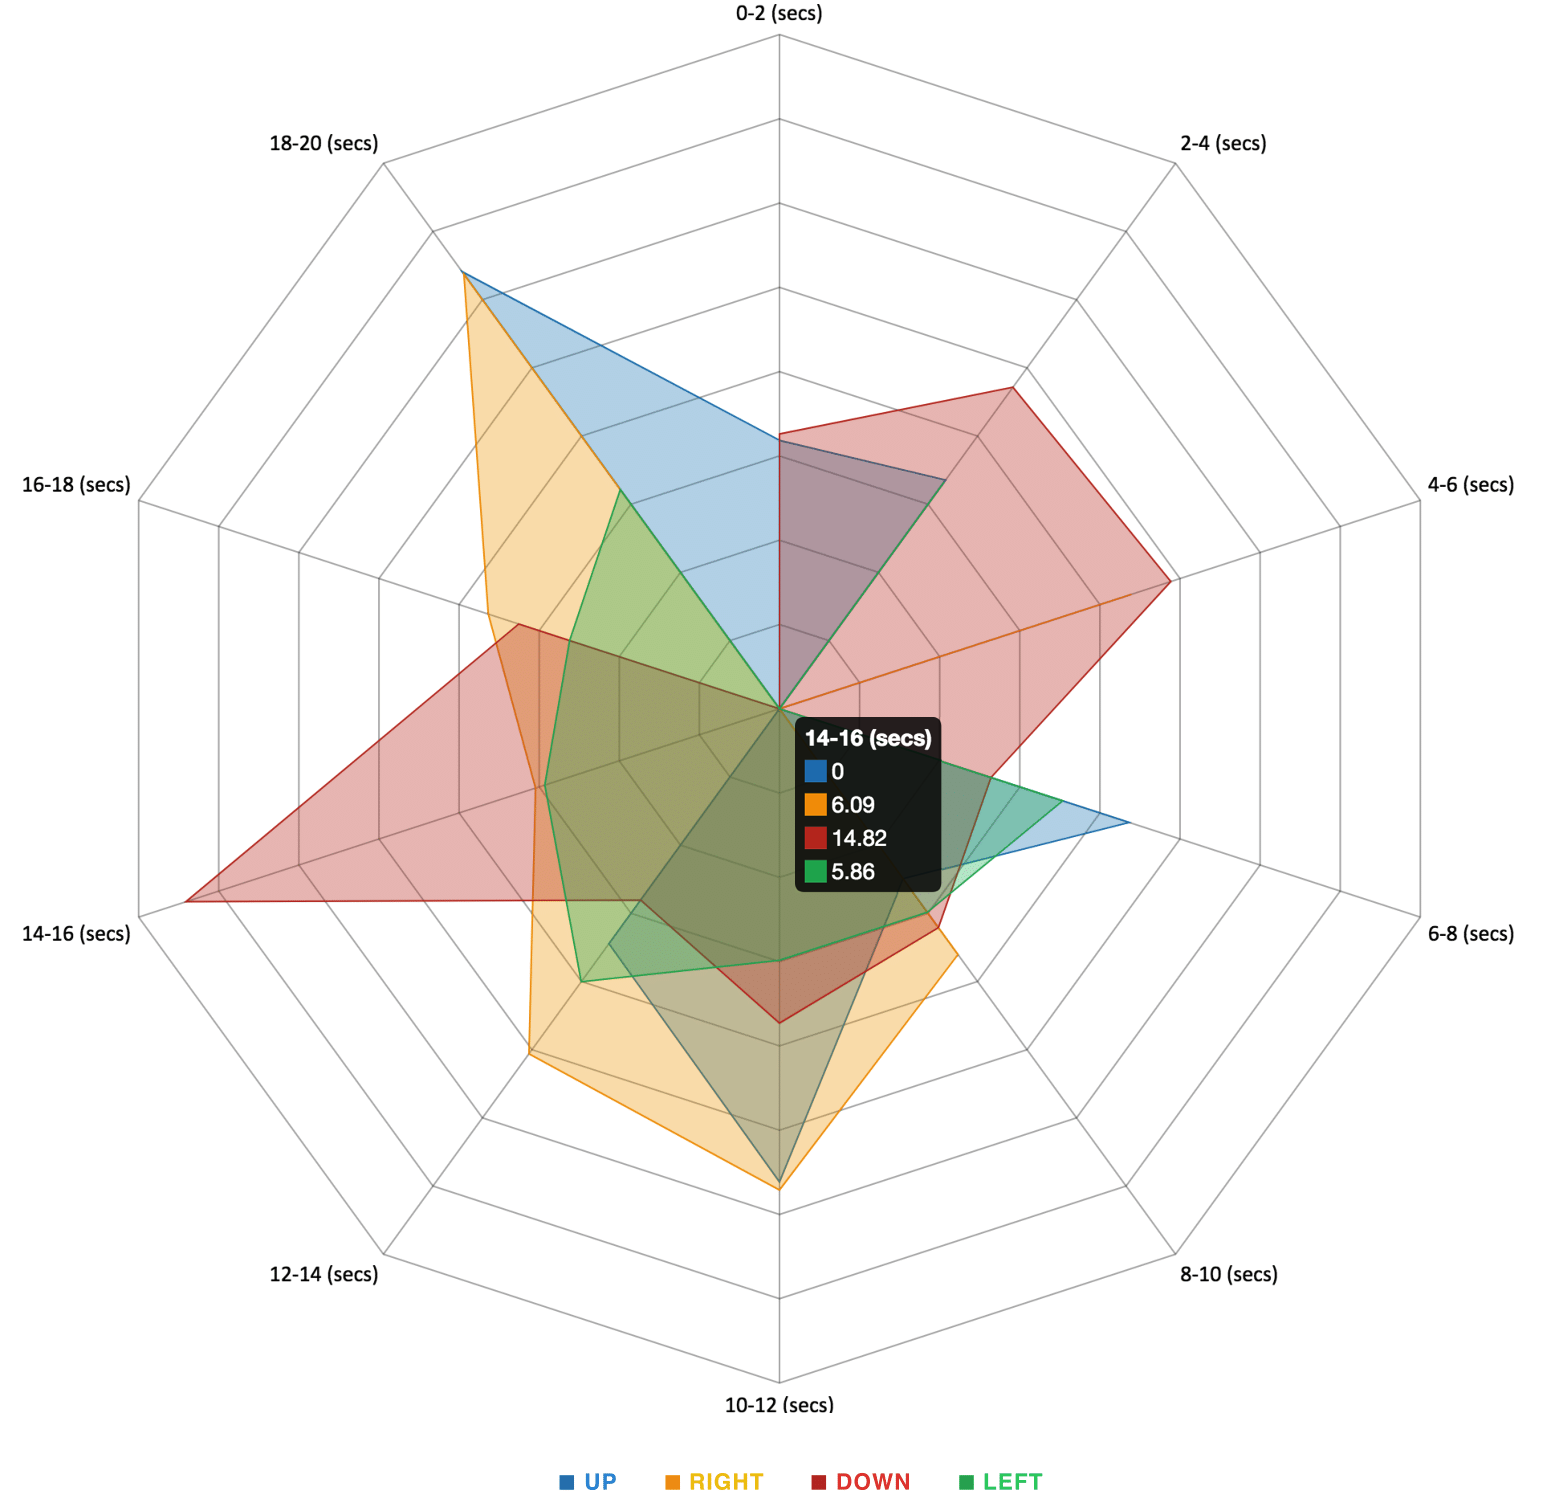 0-2 (secs)
18-20 (secs)
2-4 (secs)
16-18 (secs)
4-6 (secs)
14-16 (secs)
0
6.09
14.82
5.86
14-16 (secs)
6-8 (secs)
12-14 (secs)
8-10 (secs)
10-12 (secs)
UP RIGHT DOWN LEFT